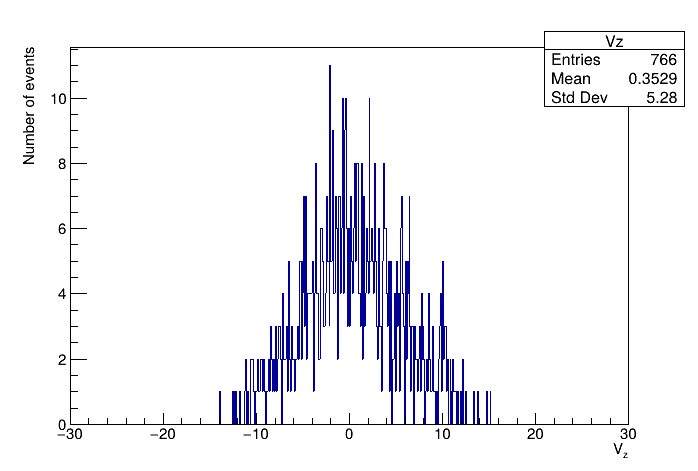 Vz
Entries 766
Mean 0.3529
Std Dev 5.28
Number of events
10
8
6
4
2
0
−30 −20 −10 0 10 20 30
Vz